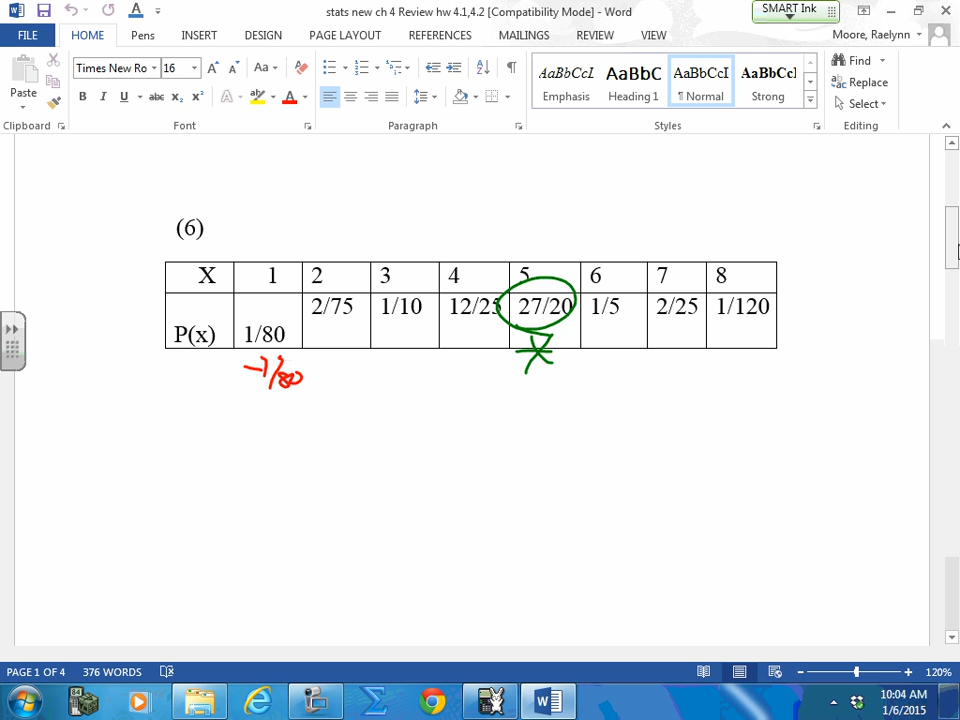 stats new ch 4 Review hw 4.1,4.2 [Compatibility Mode] - Word
SMART Ink
FILE HOME Pens INSERT DESIGN PAGE LAYOUT REFERENCES MAILINGS REVIEW VIEW Moore, Raelynn
Paste
Times New Ro 16 Aa
B I U abc x₂ x² A A
AaBbCcI AaBbC AaBbCcI AaBbCcI
Emphasis Heading 1 ¶ Normal Strong
Find
Replace
Select
Clipboard Font Paragraph Styles Editing
(6)
X 1 2 3 4 5 6 7 8
P(x) 1/80 2/75 1/10 12/25 27/20 1/5 2/25 1/120
-1/80
PAGE 1 OF 4 376 WORDS 120%
10:04 AM
1/6/2015